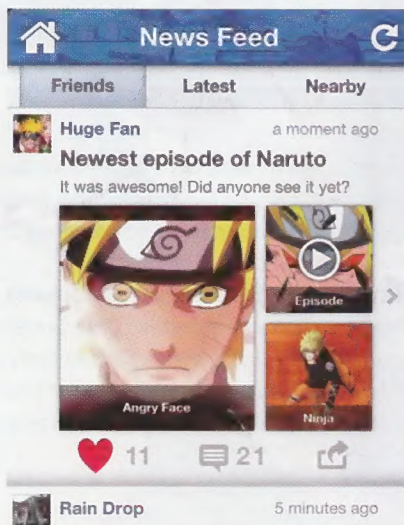 News Feed
Friends Latest Nearby
Huge Fan a moment ago
Newest episode of Naruto
It was awesome! Did anyone see it yet?
Angry Face
Episode
Ninja
11 21
Rain Drop 5 minutes ago